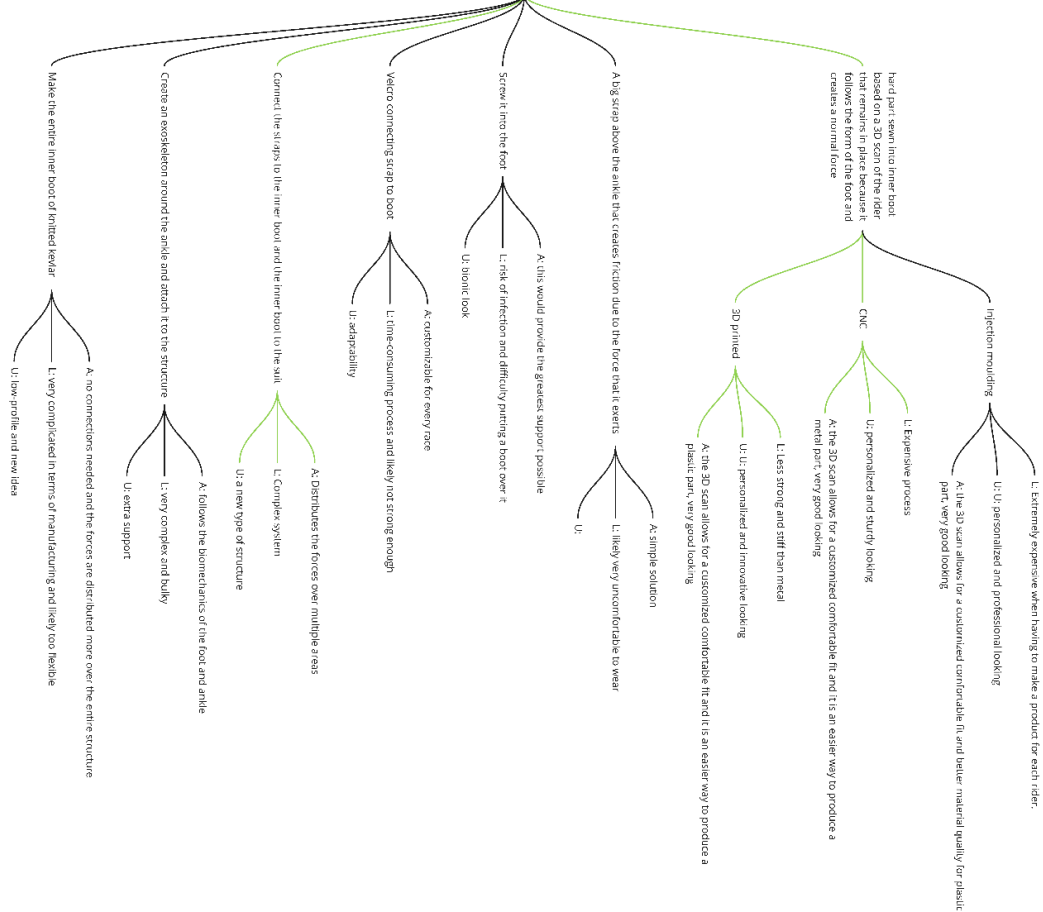 hard part sewn into inner boot
based on a 3D scan of the rider
that remains in place because it
follows the form of the foot and
creates a normal force
Injection moulding
L: Extremely expensive when having to make a product for each rider.
U: U: personalized and professional looking
A: the 3D scan allows for a customized comfortable fit and better material quality for plastic
part, very good looking
CNC
L: Expensive process
U: personalized and sturdy looking
A: the 3D scan allows for a customized comfortable fit and it is an easier way to produce a
metal part, very good looking
3D printed
L: Less strong and stiff than metal
U: U: personalized and innovative looking
A: the 3D scan allows for a customized comfortable fit and it is an easier way to produce a
plastic part, very good looking
A big strap above the ankle that creates friction due to the force that it exerts
A: simple solution
L: likely very uncomfortable to wear
U:
Screw it into the foot
A: this would provide the greatest support possible
L: risk of infection and difficulty putting a boot over it
U: bionic look
Velcro connecting strap to boot
A: customizzable for every race
L: time-consuming process and likely not strong enough
U: adaptability
Connect the straps to the inner boot and the inner boot to the suit
A: Distributes the forces over multiple areas
L: Complex system
U: a new type of structure
Create an exoskeleton around the ankle and attach it to the structure
A: follows the biomechanics of the foot and ankle
L: very complex and bulky
U: extra support
Make the entire inner boot of knitted kevlar
A: no connections needed and the forces are distributed more over the entire structure
L: very complicated in terms of manufacturing and likely too flexible
U: low-profile and new idea